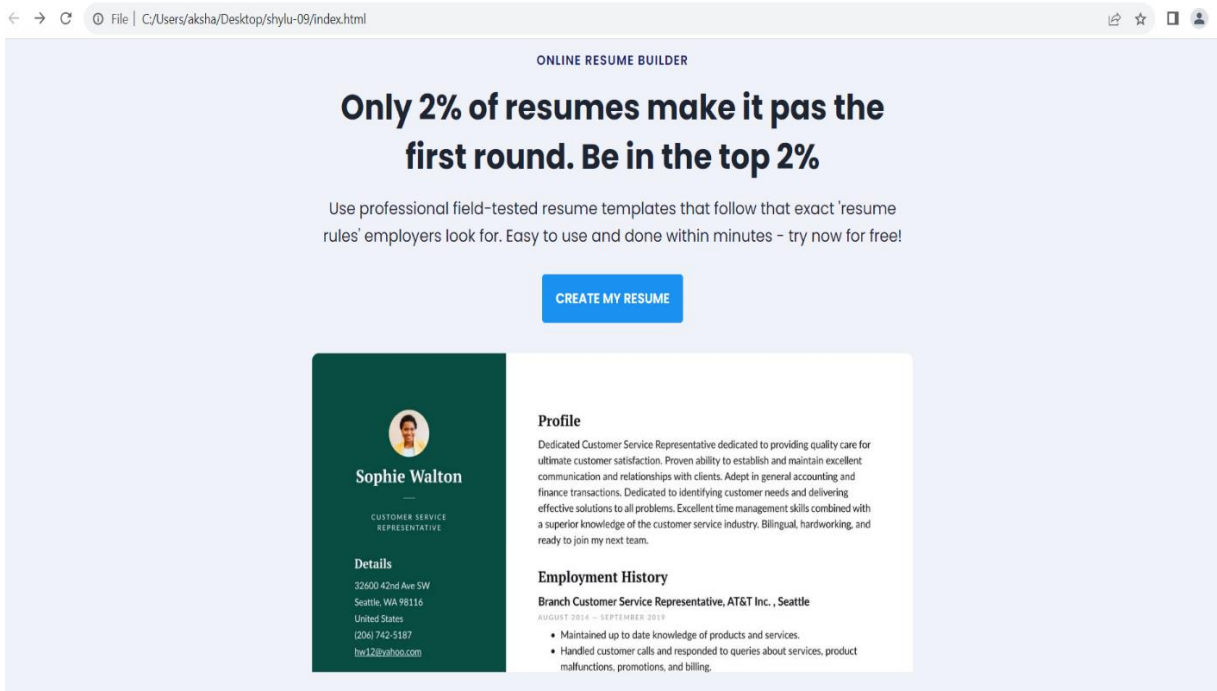 File | C:/Users/aksha/Desktop/shylu-09/index.html
ONLINE RESUME BUILDER
Only 2% of resumes make it pas the
first round. Be in the top 2%
Use professional field-tested resume templates that follow that exact 'resume
rules' employers look for. Easy to use and done within minutes - try now for free!
CREATE MY RESUME
Sophie Walton
CUSTOMER SERVICE
REPRESENTATIVE
Details
32600 42nd Ave SW
Seattle, WA 98116
United States
(206) 742-5187
hw12@yahoo.com
Profile
Dedicated Customer Service Representative dedicated to providing quality care for
ultimate customer satisfaction. Proven ability to establish and maintain excellent
communication and relationships with clients. Adept in general accounting and
finance transactions. Dedicated to identifying customer needs and delivering
effective solutions to all problems. Excellent time management skills combined with
a superior knowledge of the customer service industry. Bilingual, hardworking, and
ready to join my next team.
Employment History
Branch Customer Service Representative, AT&T Inc. , Seattle
AUGUST 2014 — SEPTEMBER 2019
• Maintained up to date knowledge of products and services.
• Handled customer calls and responded to queries about services, product
malfunctions, promotions, and billing.